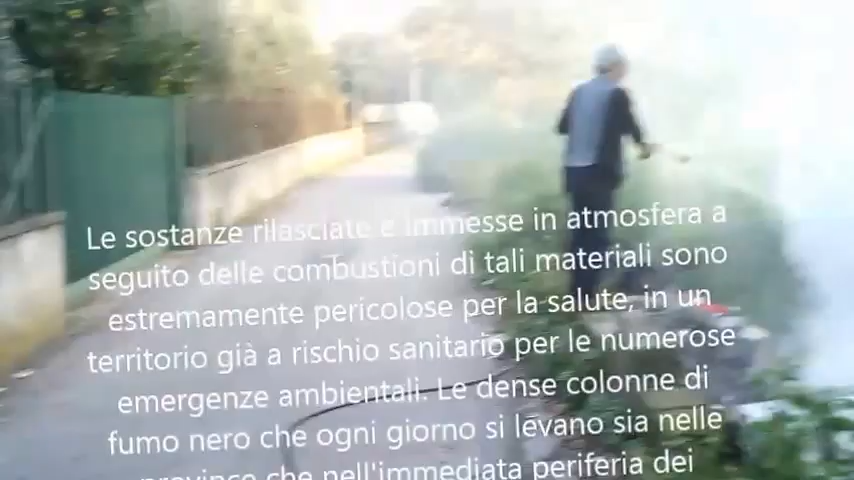 Le sostanze rilasciate e immesse in atmosfera a
seguito delle combustioni di tali materiali sono
estremamente pericolose per la salute, in un
territorio già a rischio sanitario per le numerose
emergenze ambientali. Le dense colonne di
fumo nero che ogni giorno si levano sia nelle
province che nell'immediata periferia dei